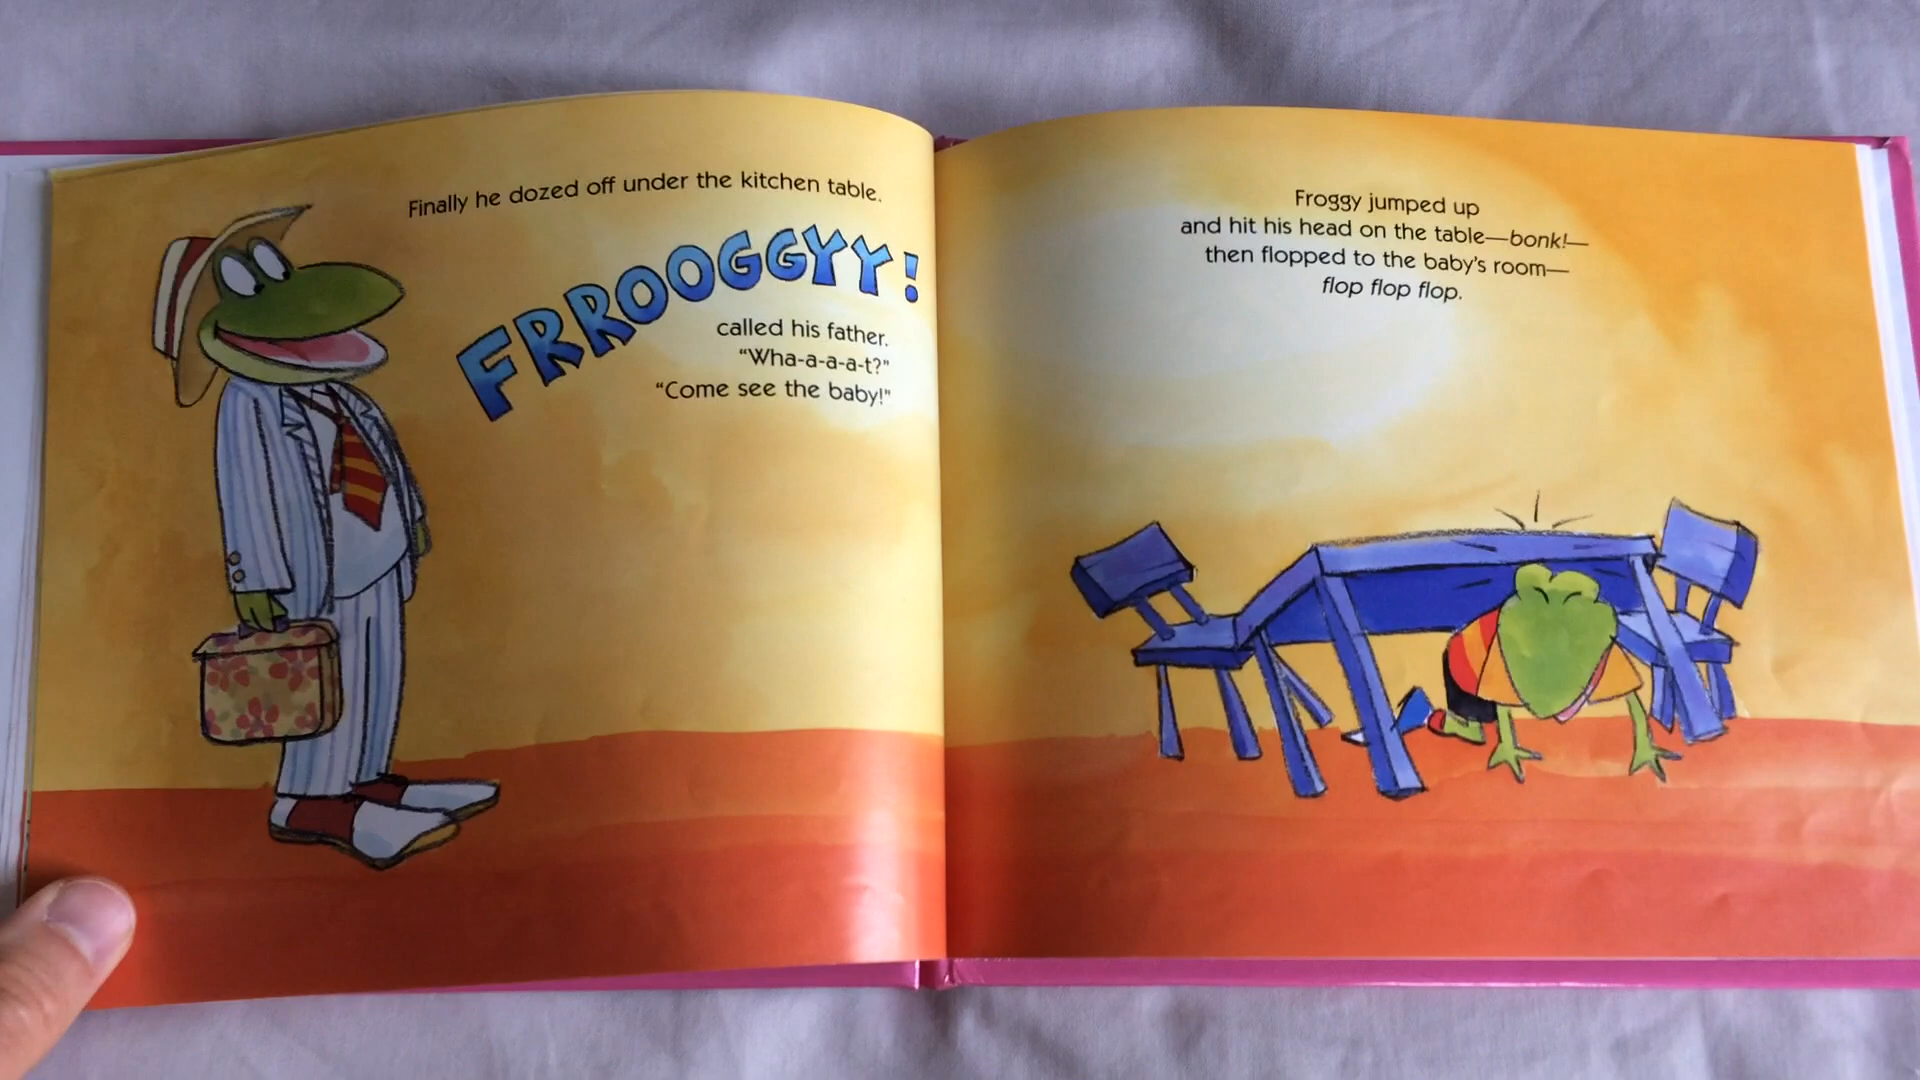 Finally he dozed off under the kitchen table.
FRROOGGYY!
called his father.
“Wha-a-a-a-t?”
“Come see the baby!”
Froggy jumped up
and hit his head on the table—bonk!—
then flopped to the baby’s room—
flop flop flop.